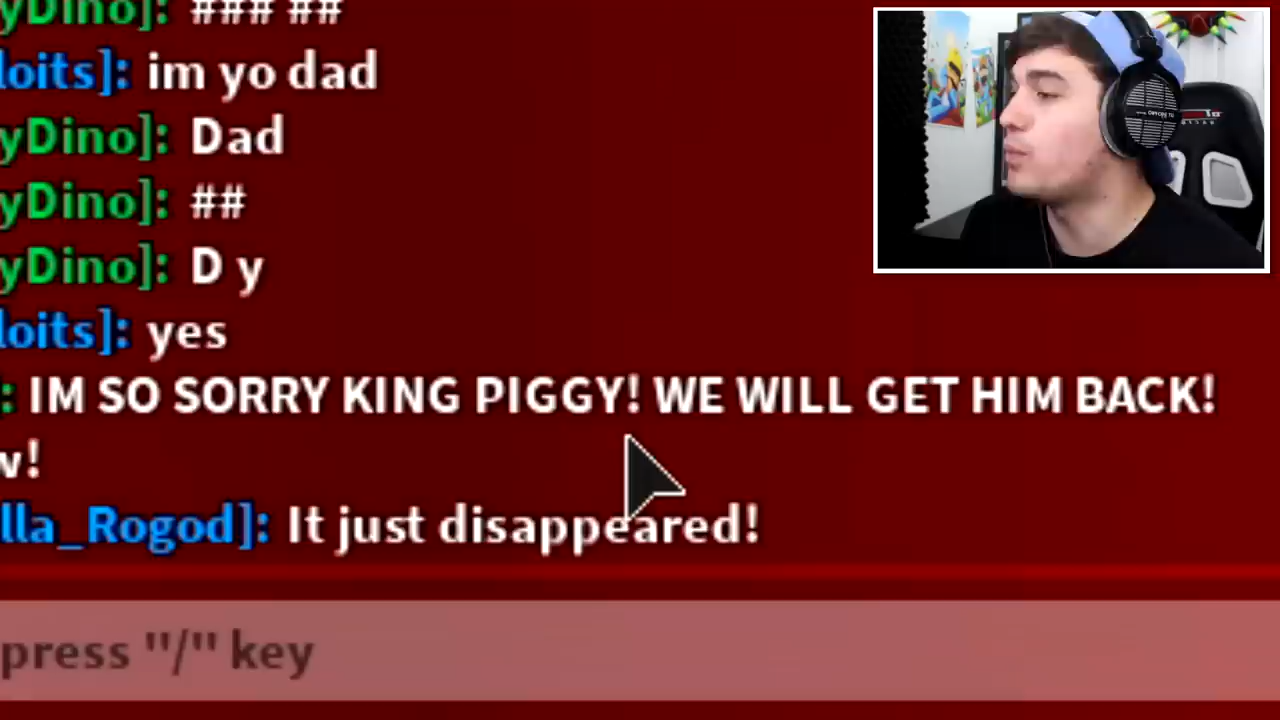 yDino]: ### ##
loits]: im yo dad
yDino]: Dad
yDino]: ##
yDino]: D y
loits]: yes
: IM SO SORRY KING PIGGY! WE WILL GET HIM BACK!
w!
lla_Rogod]: It just disappeared!
press "/" key